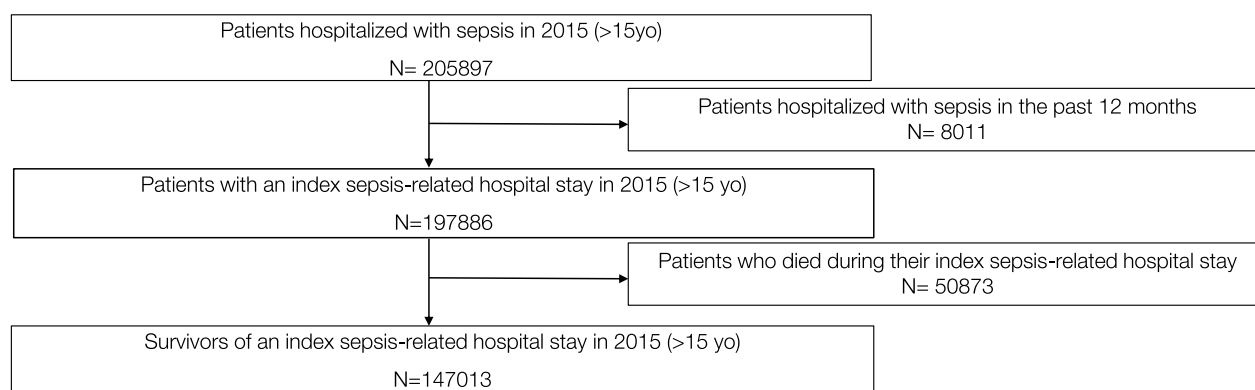 Patients hospitalized with sepsis in 2015 (>15yo)
N= 205897
Patients hospitalized with sepsis in the past 12 months
N= 8011
Patients with an index sepsis-related hospital stay in 2015 (>15 yo)
N=197886
Patients who died during their index sepsis-related hospital stay
N= 50873
Survivors of an index sepsis-related hospital stay in 2015 (>15 yo)
N=147013